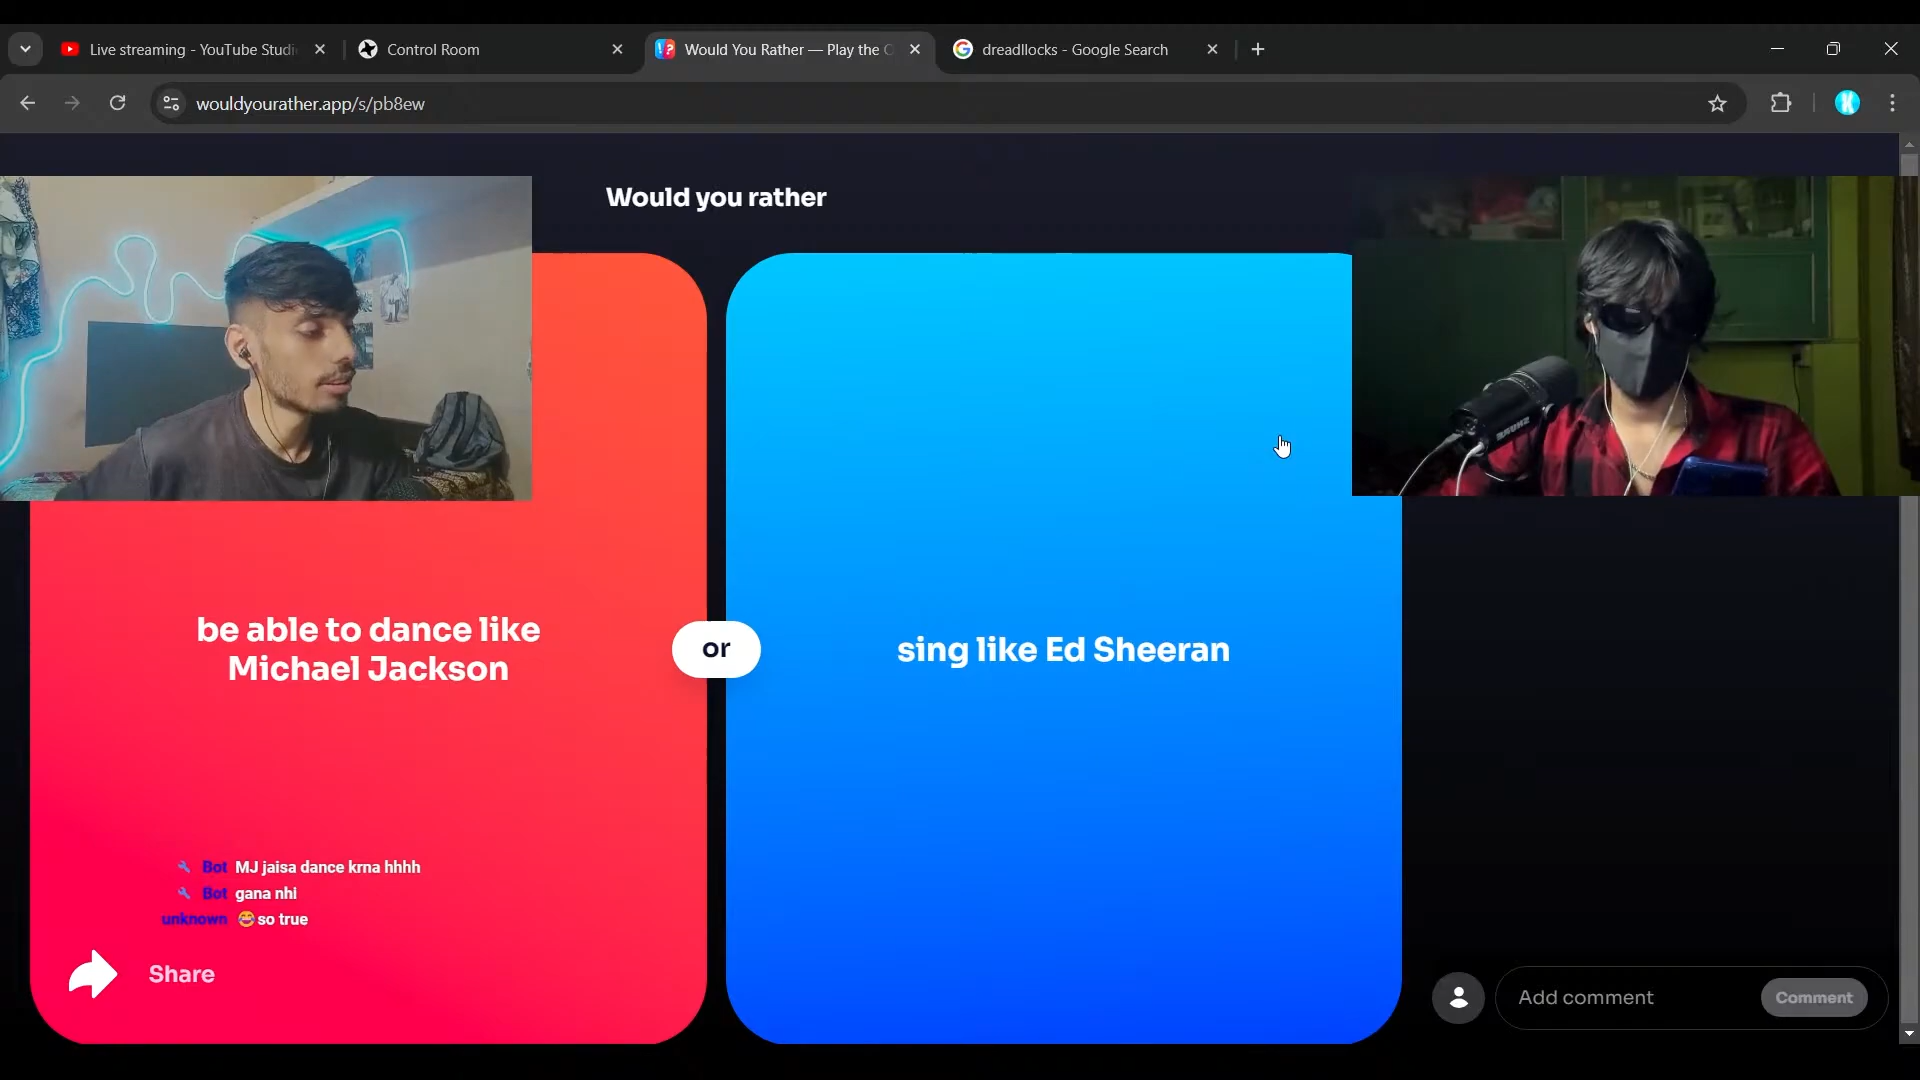 Live streaming - YouTube Studi
Control Room
Would You Rather — Play the C
dreadllocks - Google Search
wouldyourather.app/s/pb8ew
K
Would you rather
SHURE
be able to dance like
Michael Jackson
or
sing like Ed Sheeran
Bot MJ jaisa dance krna hhhh
Bot gana nhi
unknown 😂so true
Share
Add comment
Comment